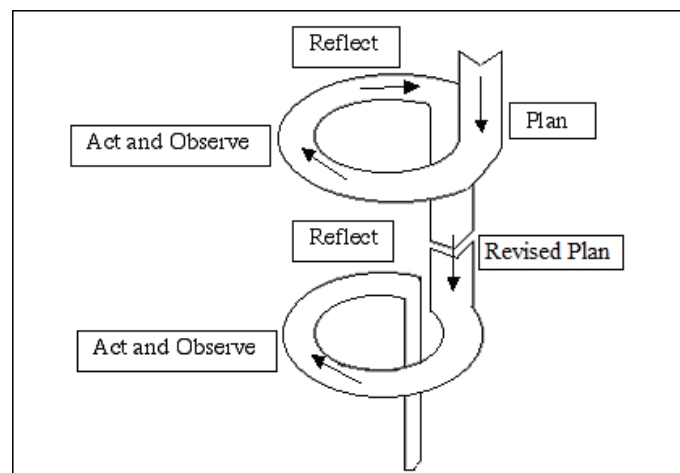 Reflect
Plan
Act and Observe
Reflect
Revised Plan
Act and Observe